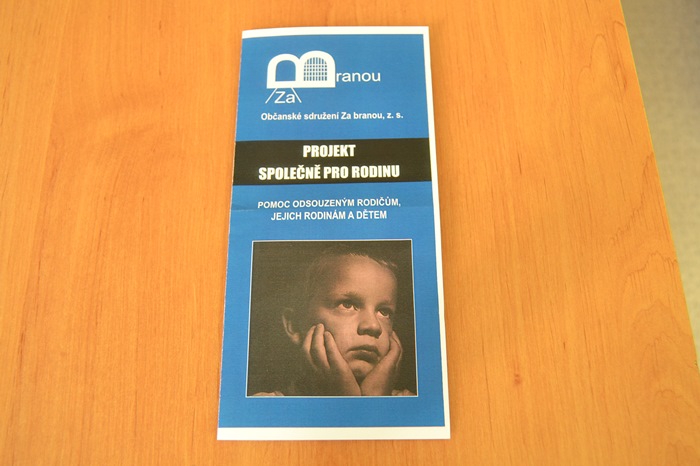 Branou
Za
Občanské sdružení Za branou, z. s.
PROJEKT
SPOLEČNĚ PRO RODINU
POMOC ODSOUZENÝM RODIČŮM,
JEJICH RODINÁM A DĚTEM